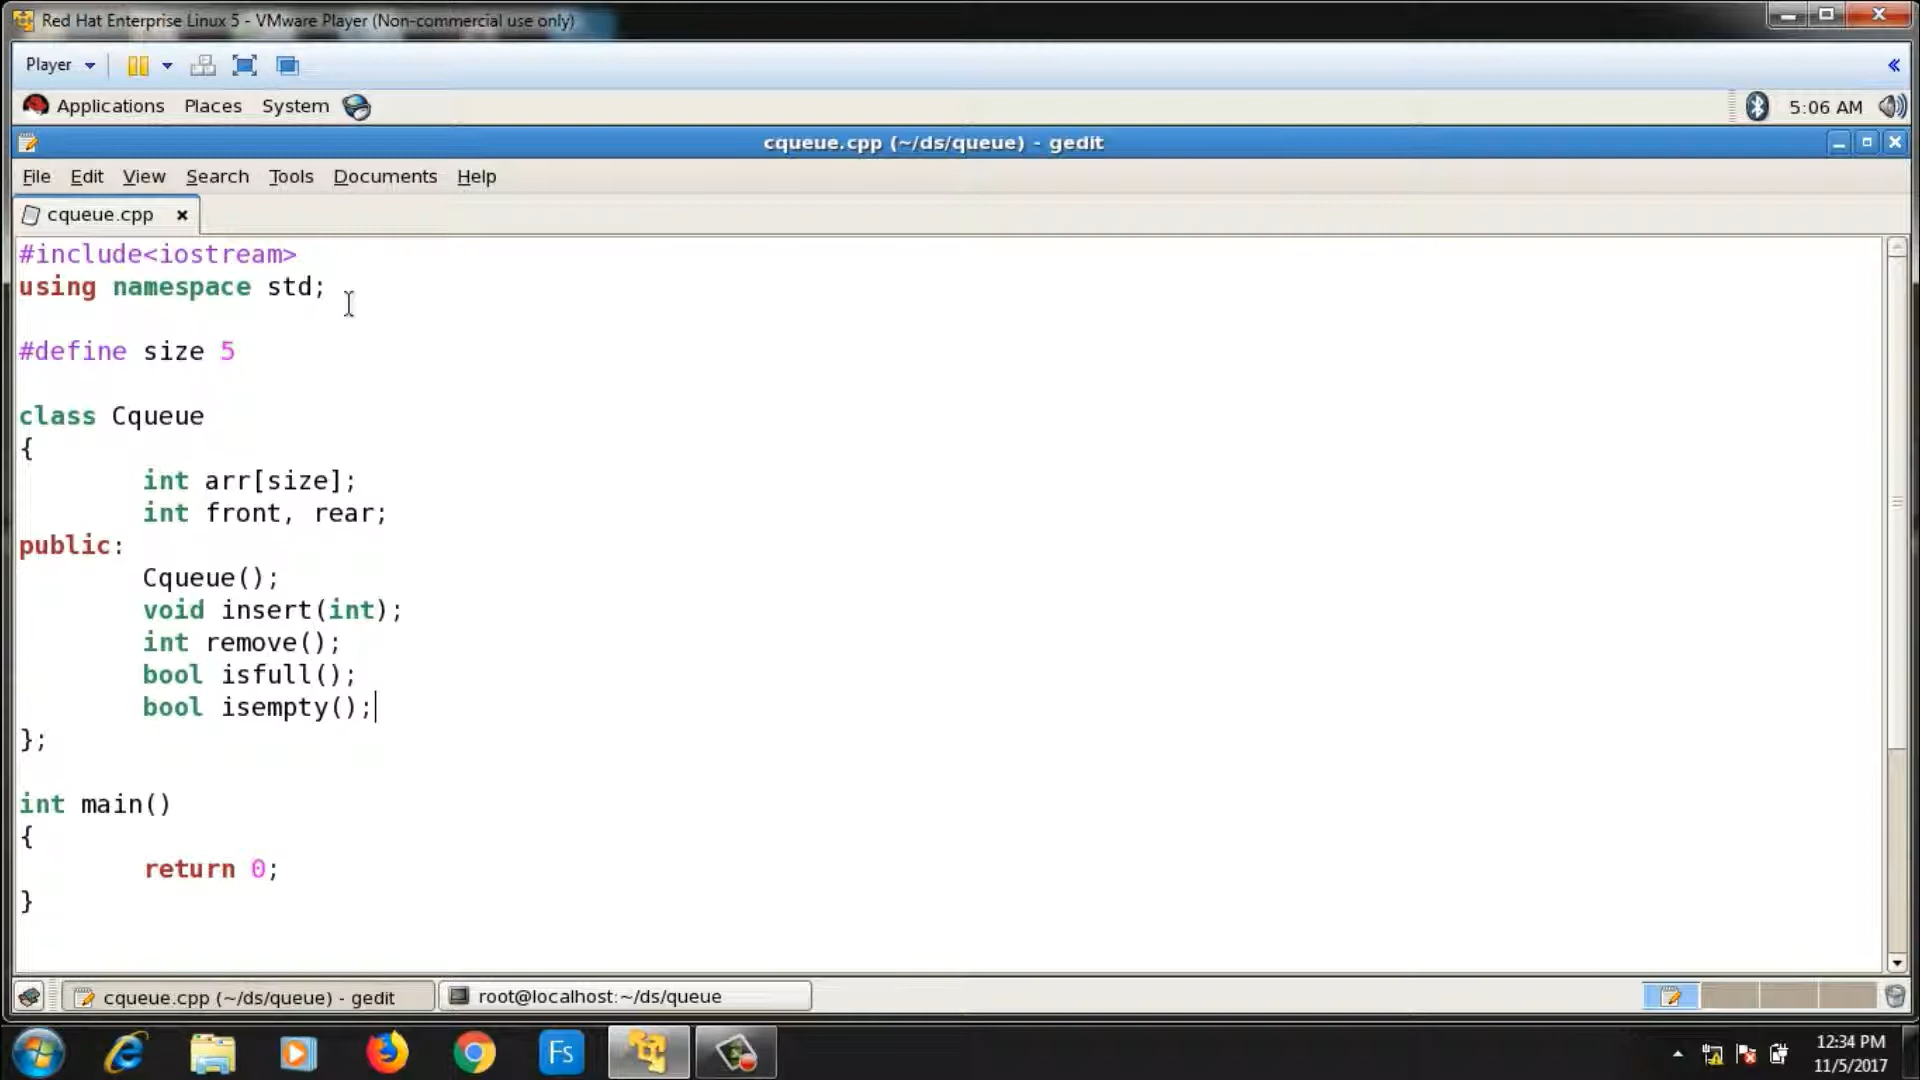 Red Hat Enterprise Linux 5 - VMware Player (Non-commercial use only)
Player
Applications Places System 5:06 AM
cqueue.cpp (~/ds/queue) - gedit
File Edit View Search Tools Documents Help
cqueue.cpp
#include<iostream>
using namespace std;
#define size 5
class Cqueue
{
int arr[size];
int front, rear;
public:
Cqueue();
void insert(int);
int remove();
bool isfull();
bool isempty();
};
int main()
{
return 0;
}
cqueue.cpp (~/ds/queue) - gedit root@localhost:~/ds/queue
Fs
12:34 PM
11/5/2017